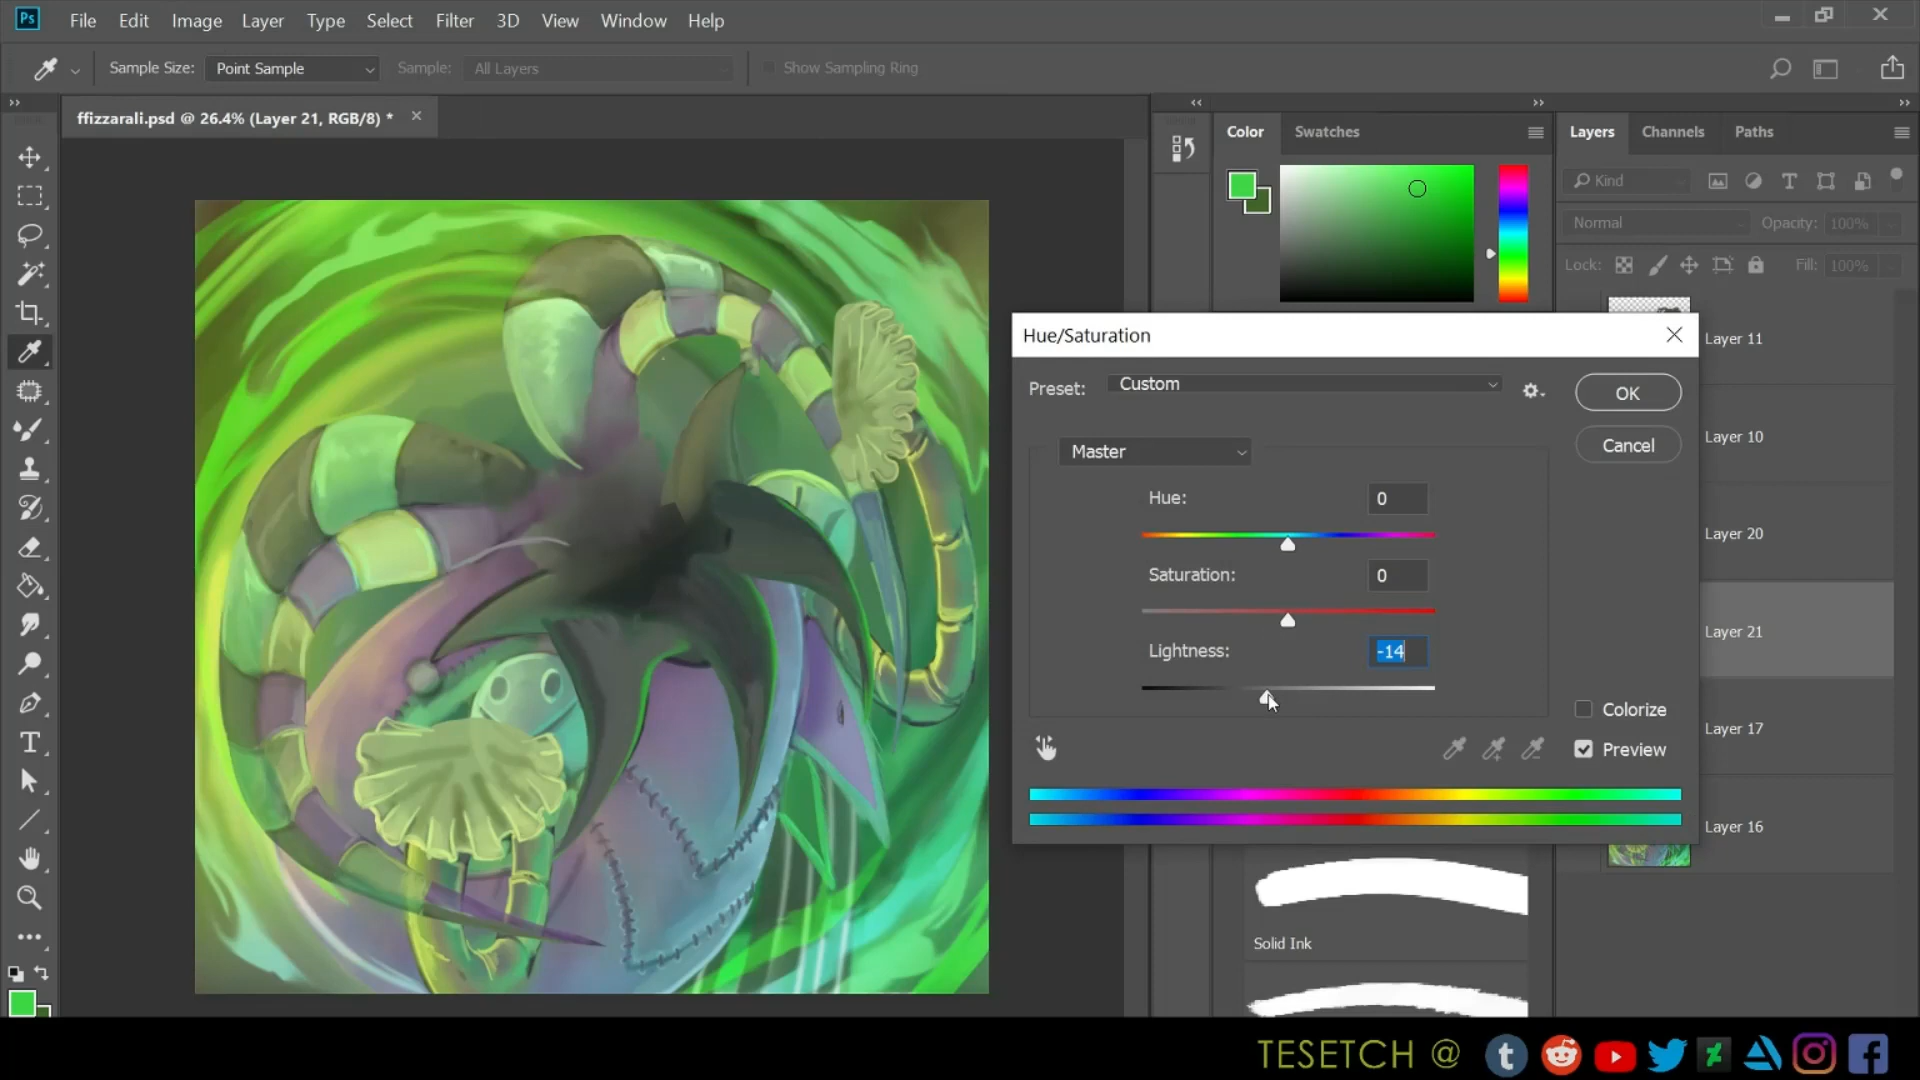 Ps File Edit Image Layer Type Select Filter 3D View Window Help
Sample Size: Point Sample Sample: All Layers Show Sampling Ring
ffizzarali.psd @ 26.4% (Layer 21, RGB/8) *
Color Swatches
Layers Channels Paths
Kind
Normal Opacity: 100%
Lock: Fill: 100%
Hue/Saturation
Preset: Custom
OK
Cancel
Master
Hue: 0
Saturation: 0
Lightness: -14
Colorize
Preview
Layer 11
Layer 10
Layer 20
Layer 21
Layer 17
Layer 16
Solid Ink
TESETCH @